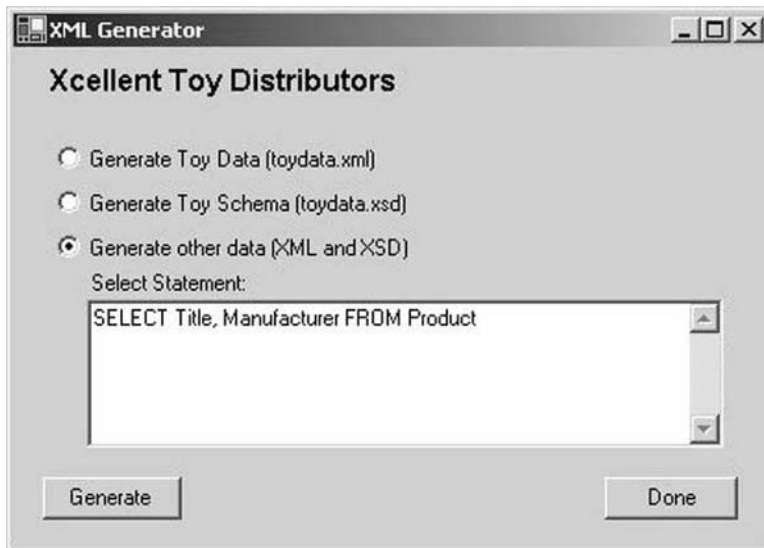 XML Generator
Xcellent Toy Distributors
Generate Toy Data (toydata.xml)
Generate Toy Schema (toydata.xsd)
Generate other data (XML and XSD)
Select Statement:
SELECT Title, Manufacturer FROM Product
Generate
Done